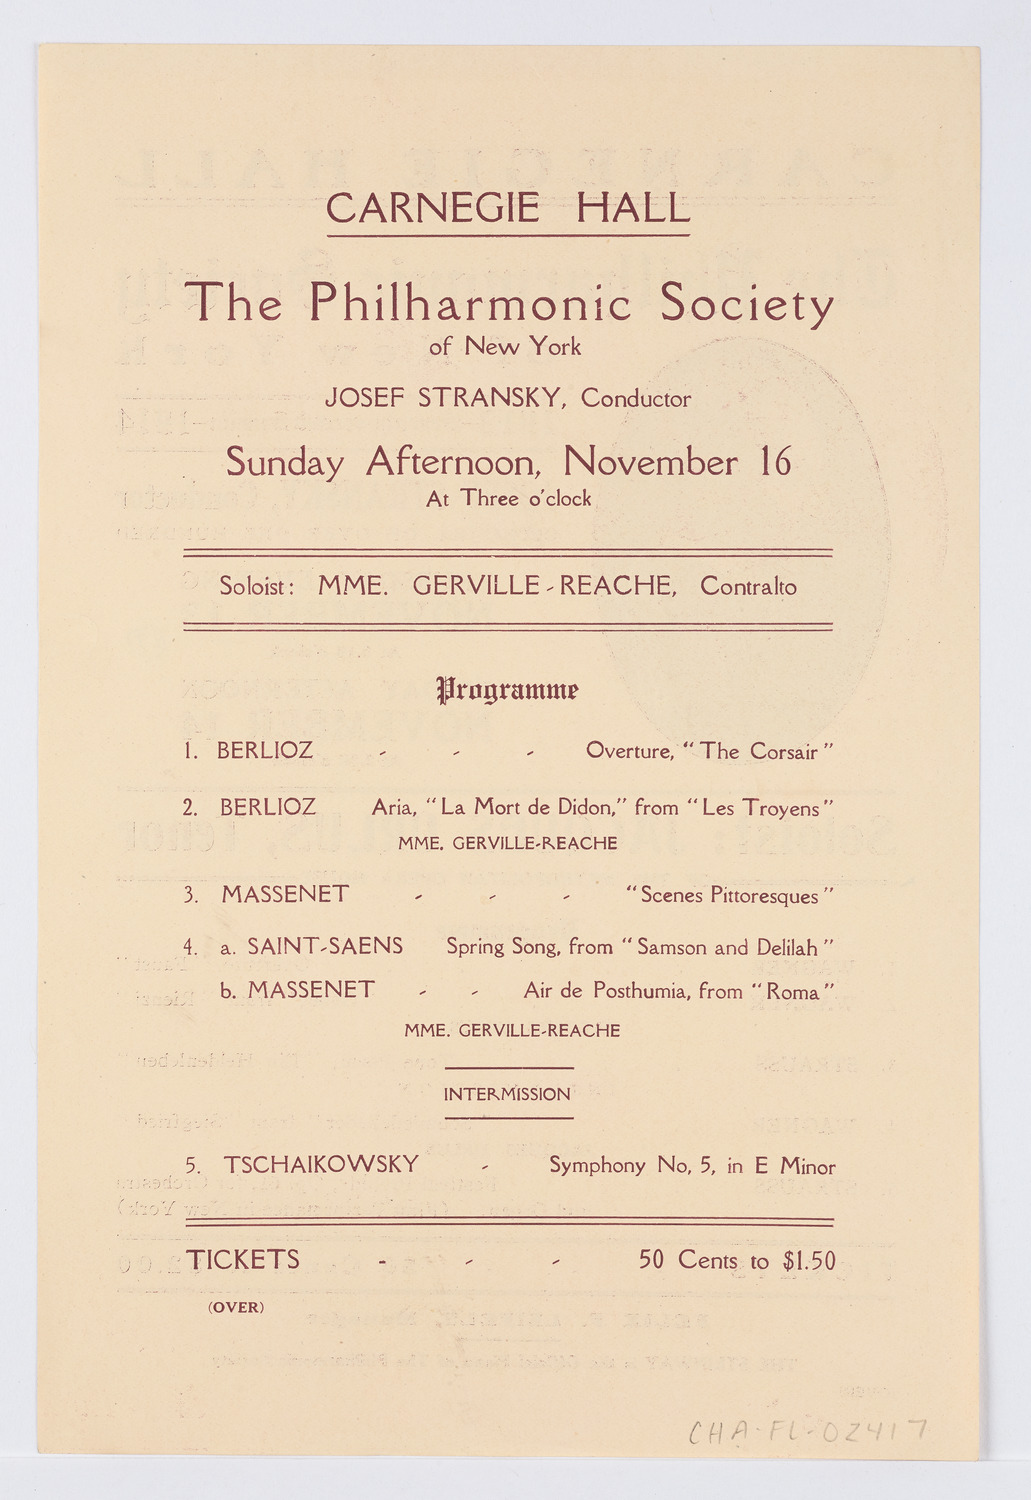 CARNEGIE HALL
The Philharmonic Society
of New York
JOSEF STRANSKY, Conductor
Sunday Afternoon, November 16
At Three o'clock
Soloist: MME. GERVILLE-REACHE, Contralto
Programme
1. BERLIOZ - - - Overture, "The Corsair"
2. BERLIOZ Aria, "La Mort de Didon," from "Les Troyens"
MME. GERVILLE-REACHE
3. MASSENET - - - "Scenes Pittoresques"
4. a. SAINT-SAENS Spring Song, from "Samson and Delilah"
b. MASSENET - - Air de Posthumia, from "Roma"
MME. GERVILLE-REACHE
INTERMISSION
5. TSCHAIKOWSKY - Symphony No, 5, in E Minor
TICKETS - - - 50 Cents to $1.50
(OVER)
CHA-FL-02417